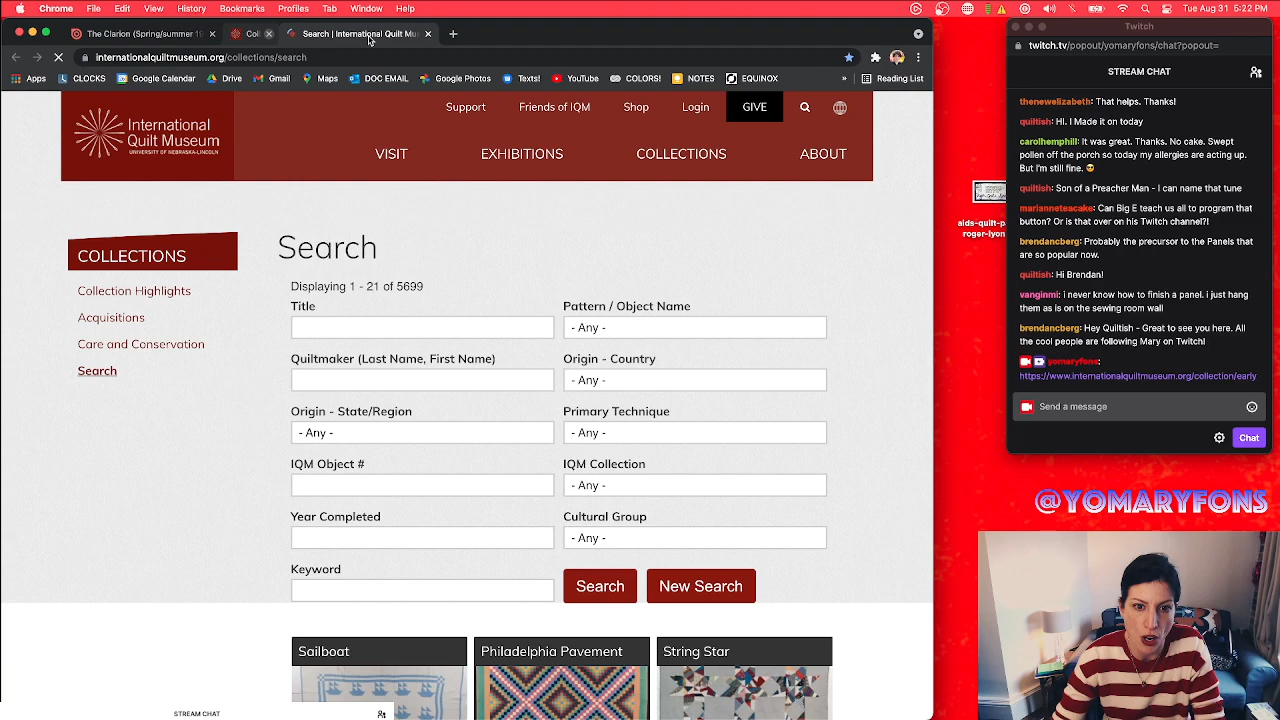 Chrome File Edit View History Bookmarks Profiles Tab Window Help
Tue Aug 31 5:22 PM
The Clarion (Spring/summer 19
Coll
Search | International Quilt Mu
internationalquiltmuseum.org/collections/search
Apps CLOCKS Google Calendar Drive Gmail Maps DOC EMAIL Google Photos Texts! YouTube COLORS! NOTES EQUINOX » Reading List
International
Quilt Museum
UNIVERSITY OF NEBRASKA-LINCOLN
Support Friends of IQM Shop Login GIVE
VISIT EXHIBITIONS COLLECTIONS ABOUT
COLLECTIONS
Collection Highlights
Acquisitions
Care and Conservation
Search
Search
Displaying 1 - 21 of 5699
Title
Pattern / Object Name
- Any -
Quiltmaker (Last Name, First Name)
Origin - Country
- Any -
Origin - State/Region
- Any -
Primary Technique
- Any -
IQM Object #
IQM Collection
- Any -
Year Completed
Cultural Group
- Any -
Keyword
Search New Search
Sailboat
Philadelphia Pavement
String Star
STREAM CHAT
aids-quilt-p
roger-lyon
Twitch
twitch.tv/popout/yomaryfons/chat?popout=
STREAM CHAT
thenewelizabeth: That helps. Thanks!
quiltish: HI. I Made it on today
carolhemphill: It was great. Thanks. No cake. Swept
pollen off the porch so today my allergies are acting up.
But I'm still fine. 😎
quiltish: Son of a Preacher Man - I can name that tune
marianneteacake: Can Big E teach us all to program that
button? Or is that over on his Twitch channel?!
brendancberg: Probably the precursor to the Panels that
are so popular now.
quiltish: Hi Brendan!
vanginmi: i never know how to finish a panel. i just hang
them as is on the sewing room wall
brendancberg: Hey Quiltish - Great to see you here. All
the cool people are following Mary on Twitch!
yomaryfons:
https://www.internationalquiltmuseum.org/collection/early
Send a message
Chat
@YOMARYFONS